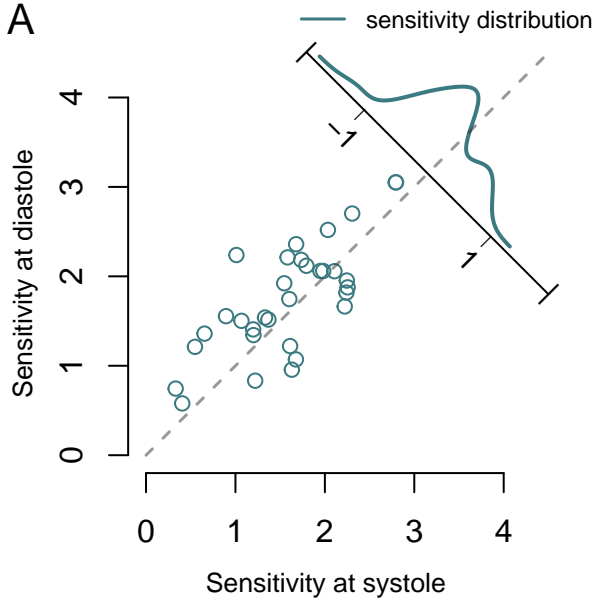 A
sensitivity distribution
-1
1
4
3
2
1
0
Sensitivity at diastole
0 1 2 3 4
Sensitivity at systole